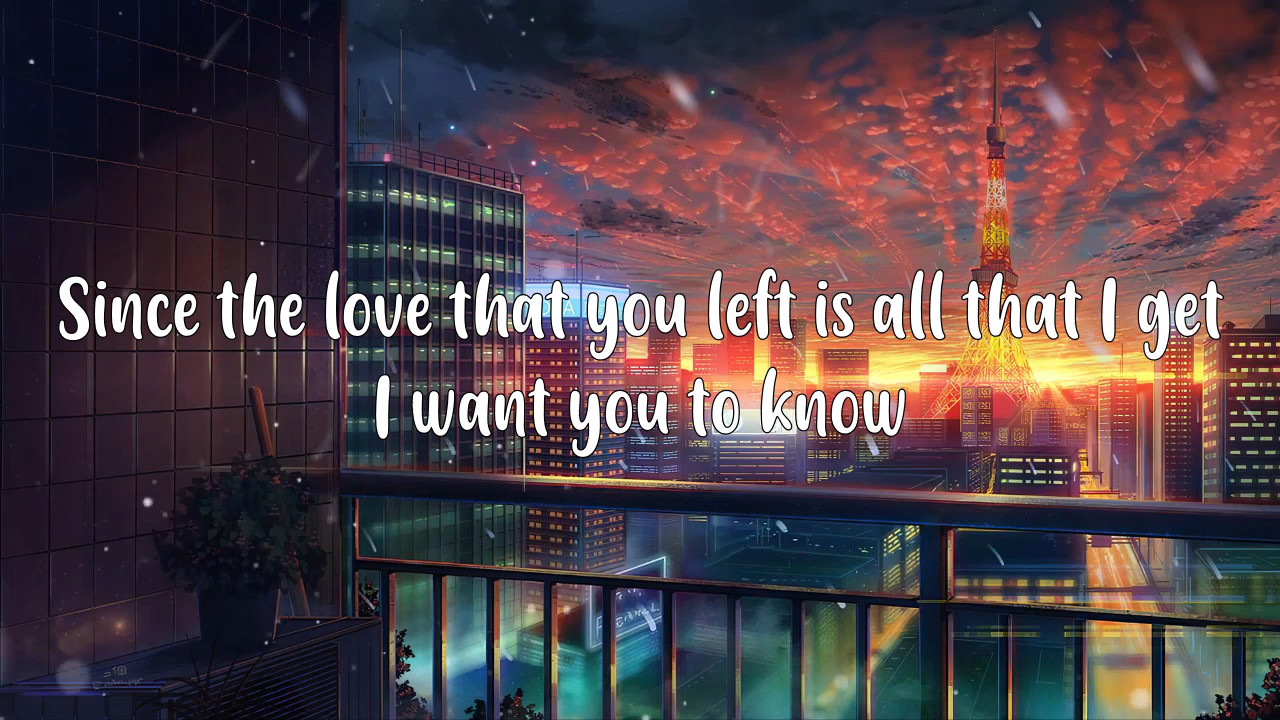 Since the love that you left is all that I get
I want you to know